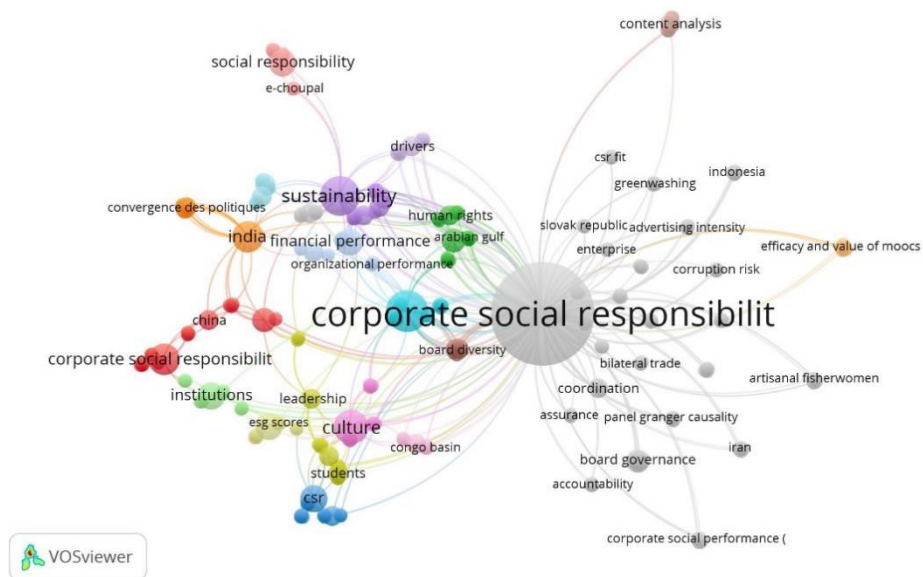 content analysis
social responsibility
e-choupal
drivers
csr fit
greenwashing
indonesia
sustainability
convergence des politiques
human rights
india
financial performance
arabian gulf
slovak republic
advertising intensity
enterprise
efficacy and value of moocs
organizational performance
corruption risk
corporate social responsibilit
china
board diversity
corporate social responsibilit
bilateral trade
artisanal fisherwomen
institutions
leadership
coordination
esg scores
culture
assurance
panel granger causality
congo basin
iran
students
board governance
accountability
csr
corporate social performance (
VOSviewer